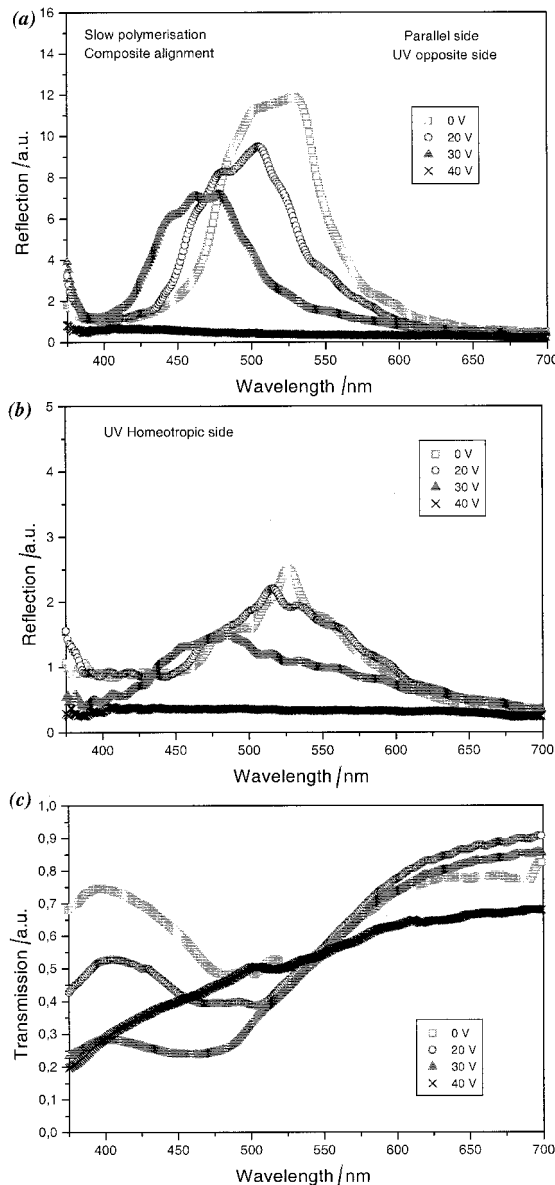 (a)
Slow polymerisation
Composite alignment
Parallel side
UV opposite side
0 V
20 V
30 V
40 V
Reflection /a.u.
16
14
12
10
8
6
4
2
0
400
450
500
550
600
650
700
Wavelength /nm
(b)
UV Homeotropic side
0 V
20 V
30 V
40 V
Reflection /a.u.
5
4
3
2
1
0
400
450
500
550
600
650
700
Wavelength /nm
(c)
0 V
20 V
30 V
40 V
Transmission /a.u.
1,0
0,9
0,8
0,7
0,6
0,5
0,4
0,3
0,2
0,1
0,0
400
450
500
550
600
650
700
Wavelength /nm